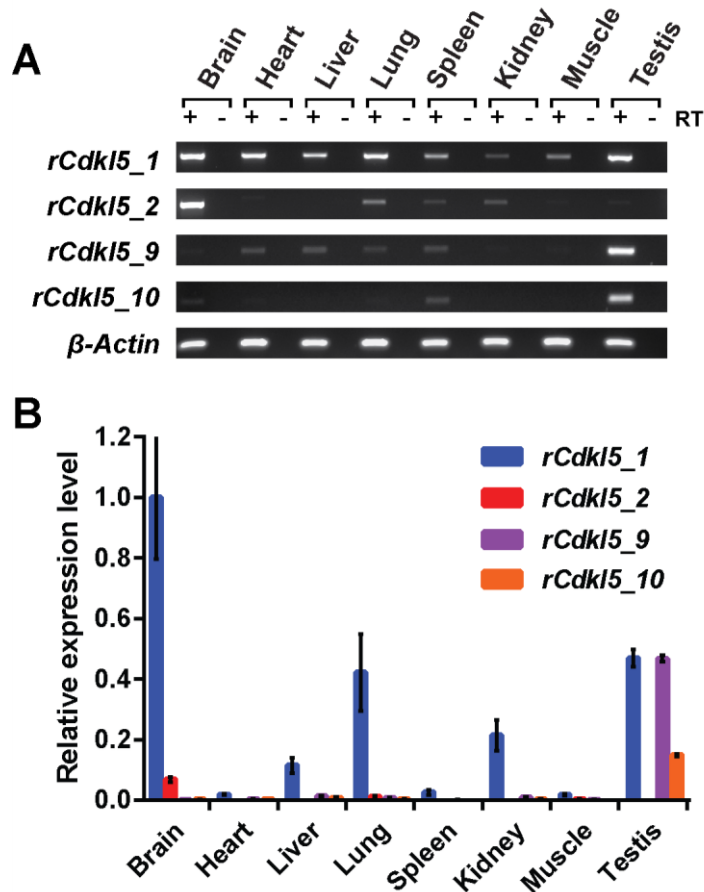 A
Brain Heart Liver Lung Spleen Kidney Muscle Testis
+ - + - + - + - + - + - + - + - RT
rCdkl5_1
rCdkl5_2
rCdkl5_9
rCdkl5_10
β-Actin
B
Relative expression level
1.2
1.0
0.8
0.6
0.4
0.2
0.0
rCdkl5_1
rCdkl5_2
rCdkl5_9
rCdkl5_10
Brain Heart Liver Lung Spleen Kidney Muscle Testis